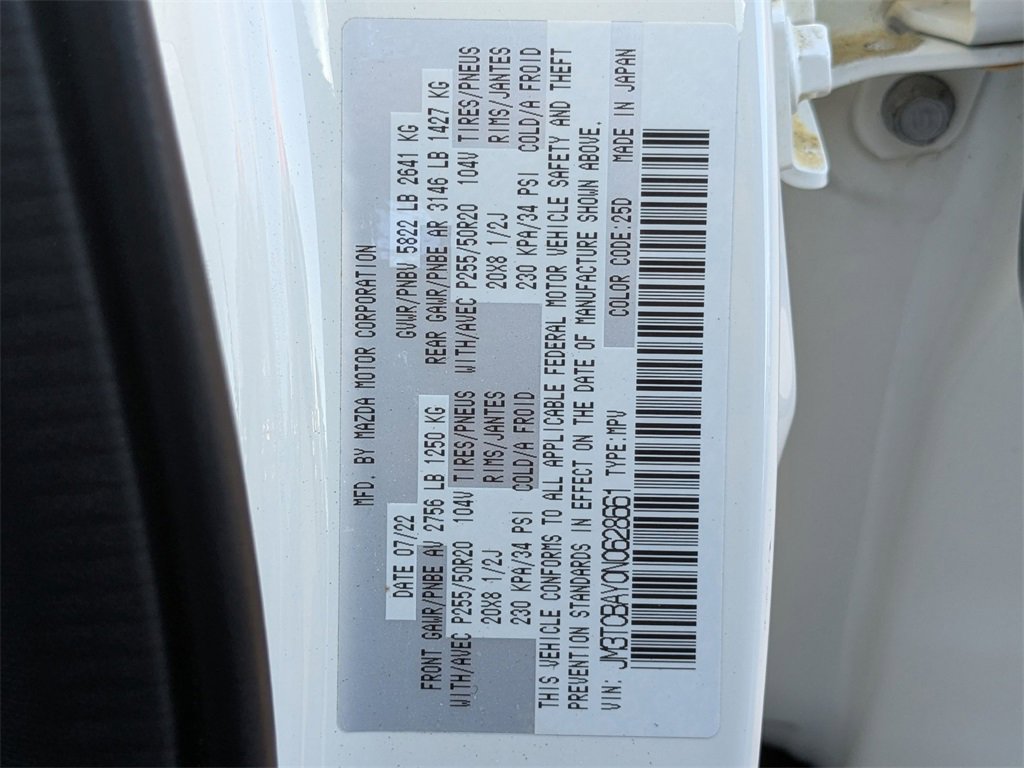 MFD. BY MAZDA MOTOR CORPORATION
DATE 07/22 GVWR/PNBV 5822 LB 2641 KG
FRONT GAWR/PNBE AV 2756 LB 1250 KG REAR GAWR/PNBE AR 3146 LB 1427 KG
WITH/AVEC P255/50R20 104V TIRES/PNEUS WITH/AVEC P255/50R20 104V TIRES/PNEUS
20X8 1/2J RIMS/JANTES 20X8 1/2J RIMS/JANTES
230 KPA/34 PSI COLD/A FROID 230 KPA/34 PSI COLD/A FROID
THIS VEHICLE CONFORMS TO ALL APPLICABLE FEDERAL MOTOR VEHICLE SAFETY AND THEFT
PREVENTION STANDARDS IN EFFECT ON THE DATE OF MANUFACTURE SHOWN ABOVE.
VIN: JM3TCBAY0N0628661 TYPE:MPV COLOR CODE:25D MADE IN JAPAN